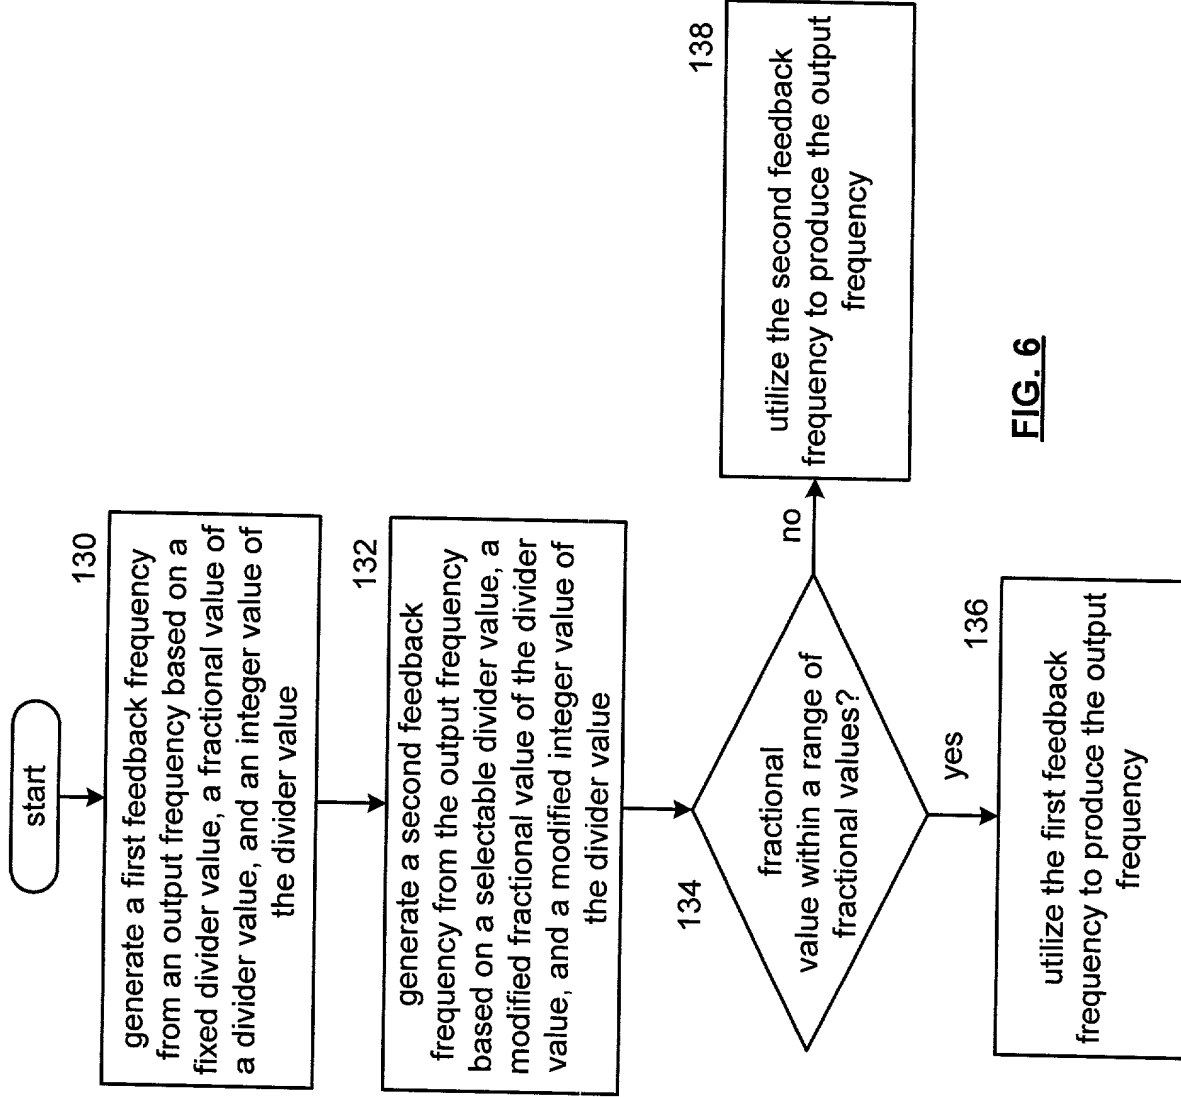 start
130
generate a first feedback frequency
from an output frequency based on a
fixed divider value, a fractional value of
a divider value, and an integer value of
the divider value
132
generate a second feedback
frequency from the output frequency
based on a selectable divider value, a
modified fractional value of the divider
value, and a modified integer value of
the divider value
134
fractional
value within a range of
fractional values?
no
138
utilize the second feedback
frequency to produce the output
frequency
yes
136
utilize the first feedback
frequency to produce the output
frequency
FIG. 6